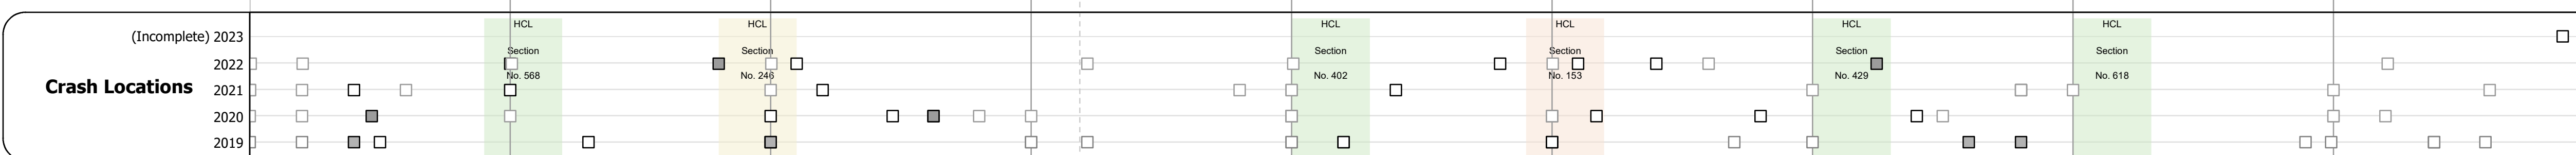 HCL HCL HCL HCL HCL HCL
(Incomplete) 2023
Section Section Section Section Section Section
2022
No. 568 No. 246 No. 402 No. 153 No. 429 No. 618
Crash Locations
2021
2020
2019